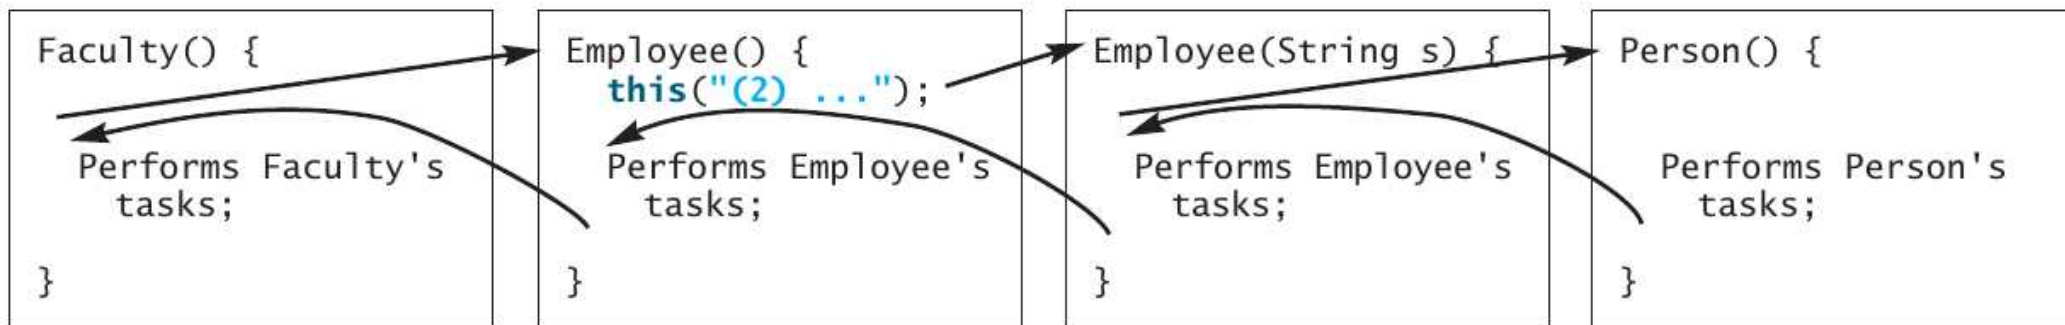 Faculty() {
Performs Faculty's
tasks;
}
Employee() {
this("(2) ...");
Performs Employee's
tasks;
}
Employee(String s) {
Performs Employee's
tasks;
}
Person() {
Performs Person's
tasks;
}